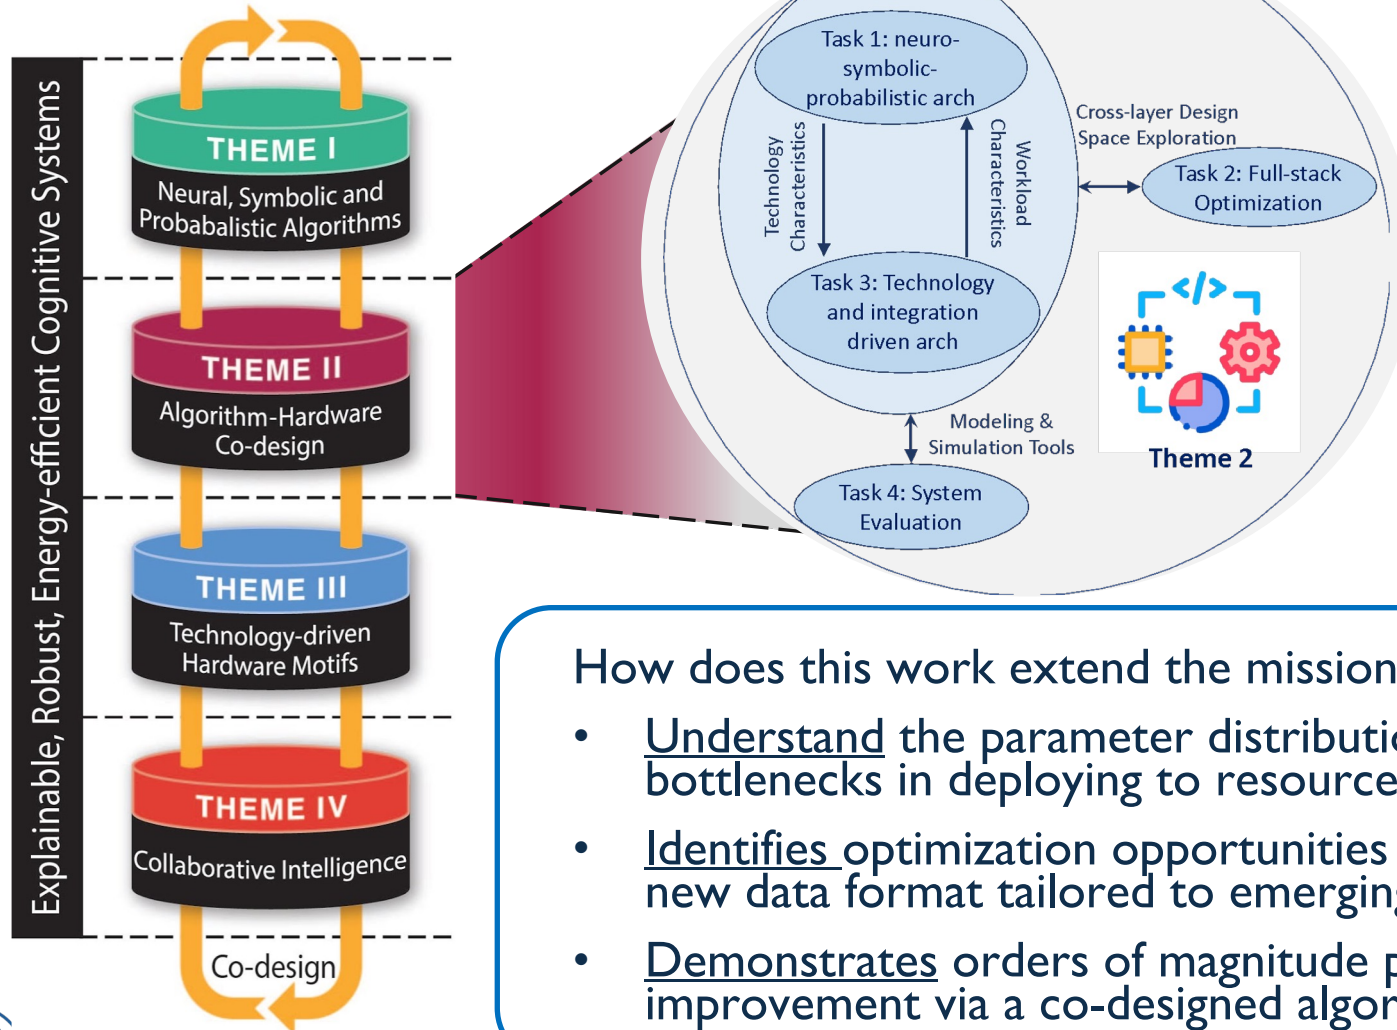 Explainable, Robust, Energy-efficient Cognitive Systems
THEME I
Neural, Symbolic and
Probabalistic Algorithms
THEME II
Algorithm-Hardware
Co-design
THEME III
Technology-driven
Hardware Motifs
THEME IV
Collaborative Intelligence
Co-design
Task 1: neuro-
symbolic-
probabilistic arch
Technology
Characteristics
Workload
Characteristics
Cross-layer Design
Space Exploration
Task 2: Full-stack
Optimization
Task 3: Technology
and integration
driven arch
</>
Theme 2
Modeling &
Simulation Tools
Task 4: System
Evaluation
How does this work extend the mission
• Understand the parameter distributio
bottlenecks in deploying to resource
• Identifies optimization opportunities
new data format tailored to emerging
• Demonstrates orders of magnitude p
improvement via a co-designed algor